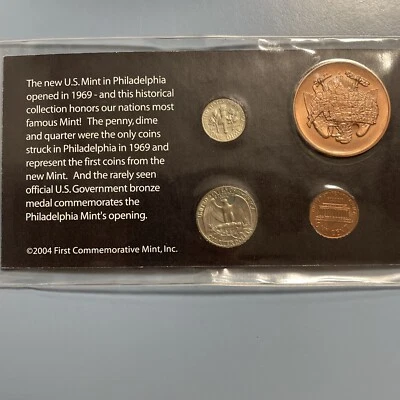 The new U.S. Mint in Philadelphia
opened in 1969 - and this historical
collection honors our nations most
famous Mint! The penny, dime
and quarter were the only coins
struck in Philadelphia in 1969 and
represent the first coins from the
new Mint. And the rarely seen
official U.S. Government bronze
medal commemorates the
Philadelphia Mint's opening.
©2004 First Commemorative Mint, Inc.